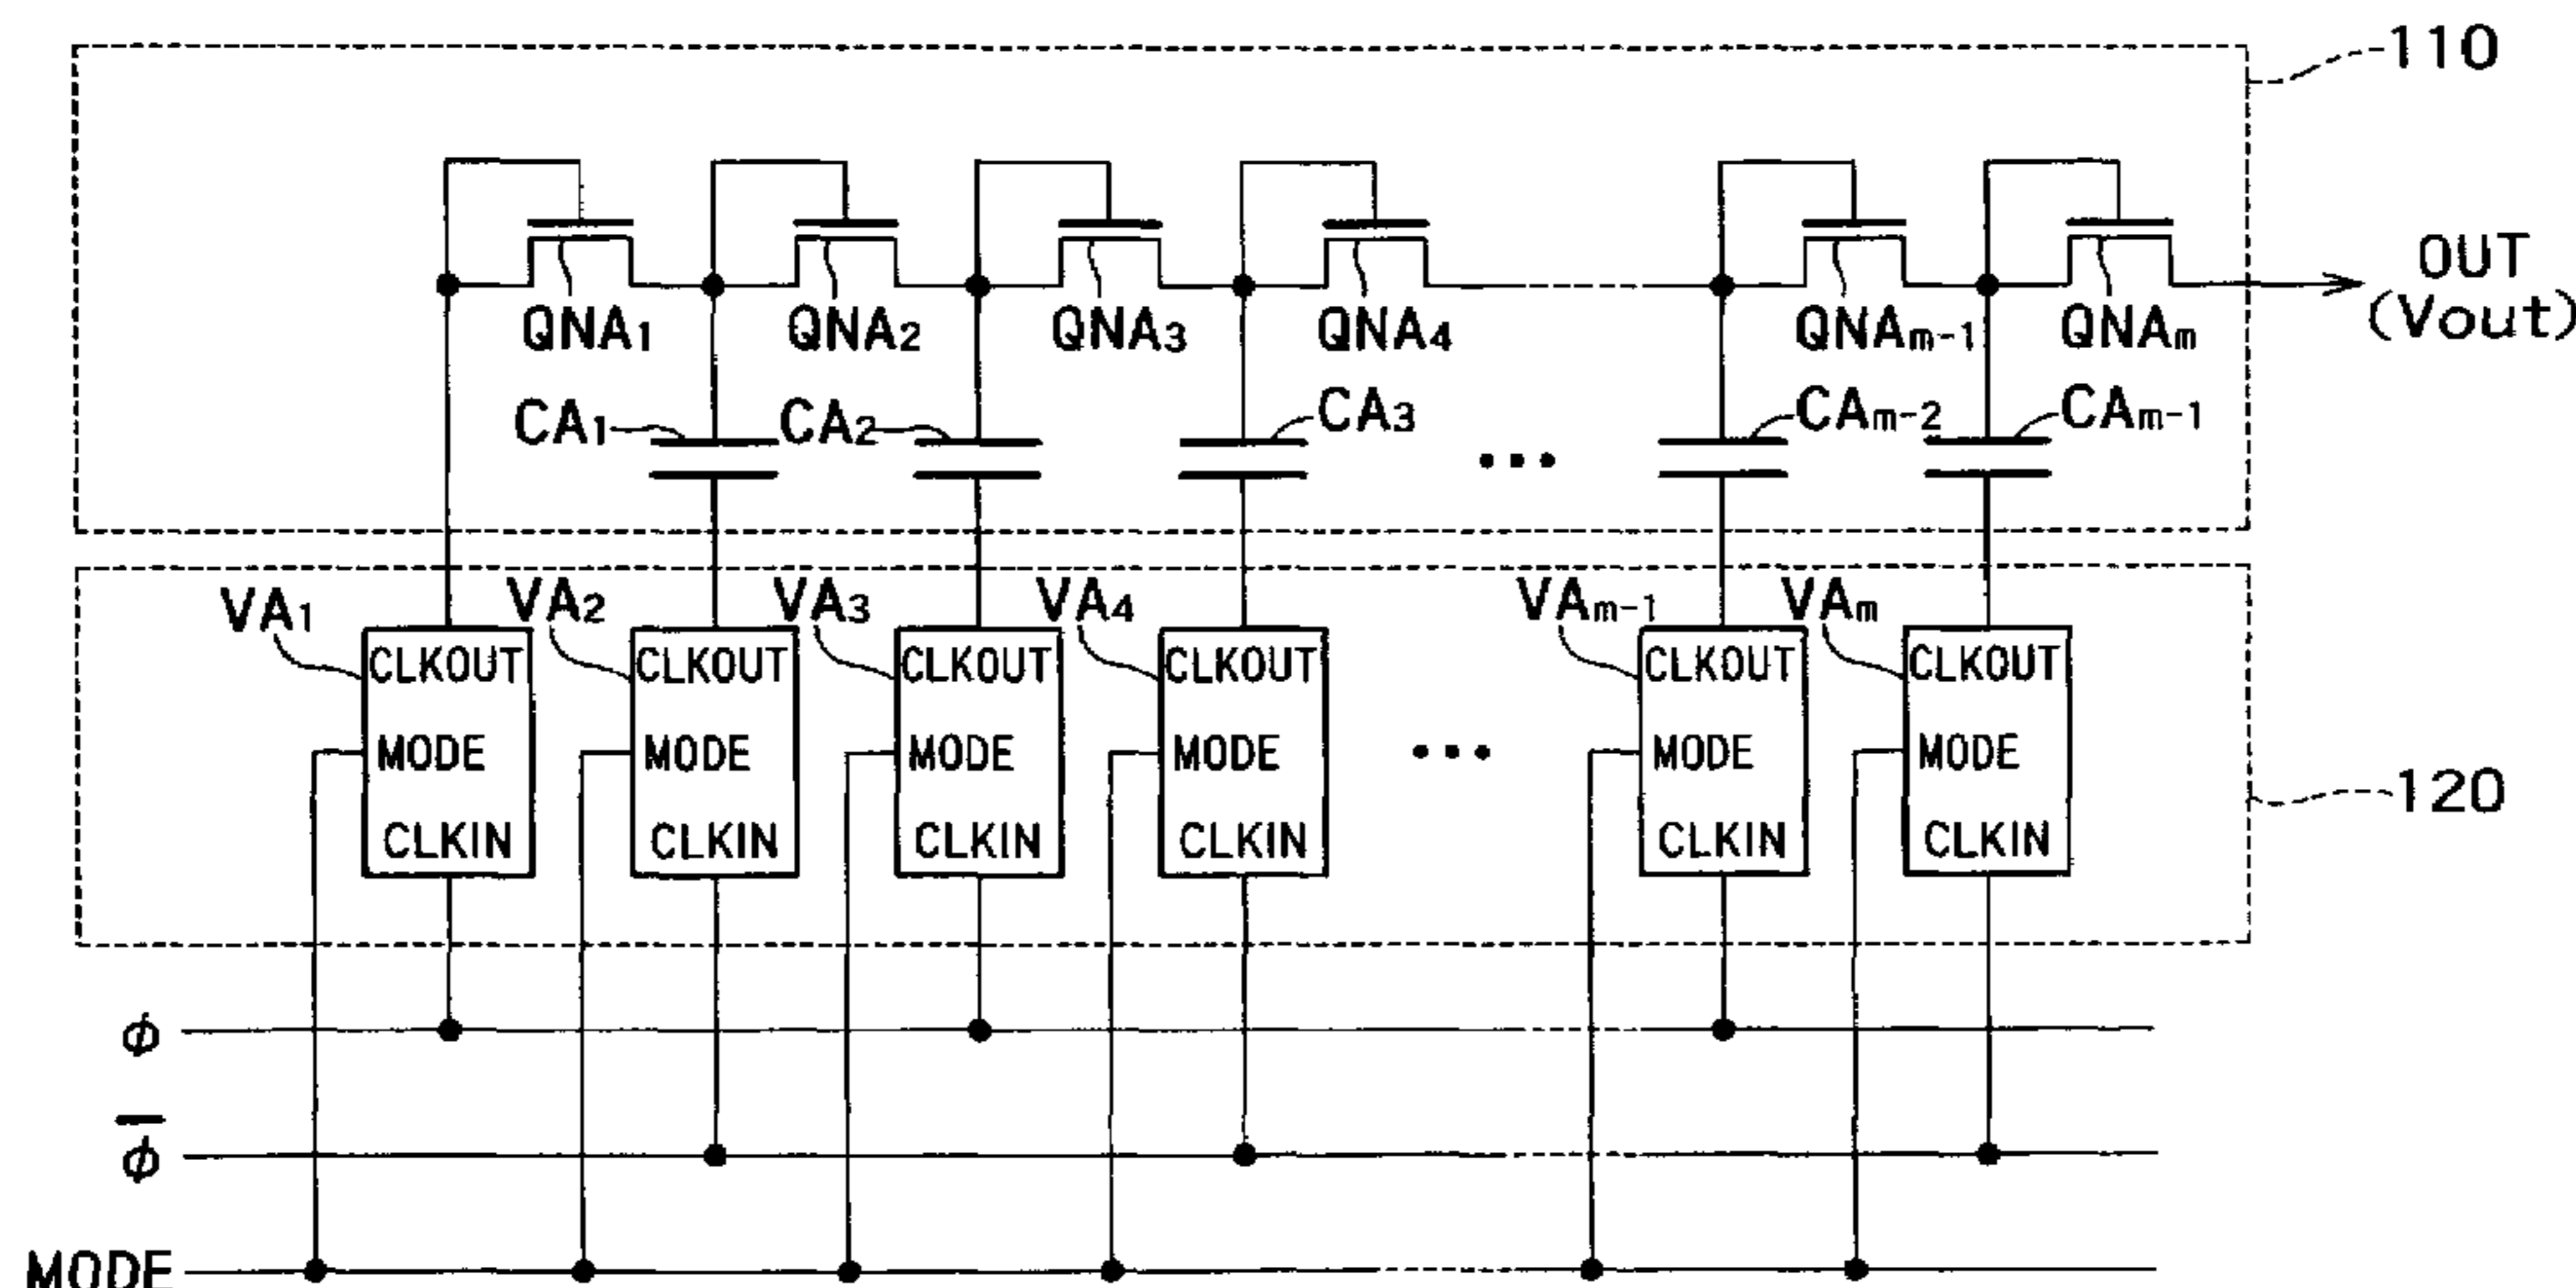 110
OUT
(Vout)
QNA₁ QNA₂ QNA₃ QNA₄ QNAₘ₋₁ QNAₘ
CA₁ CA₂ CA₃ ... CAₘ₋₂ CAₘ₋₁
VA₁ VA₂ VA₃ VA₄ VAₘ₋₁ VAₘ
CLKOUT CLKOUT CLKOUT CLKOUT CLKOUT CLKOUT
MODE MODE MODE MODE ... MODE MODE
120
CLKIN CLKIN CLKIN CLKIN CLKIN CLKIN
ϕ
ϕ̅
MODE